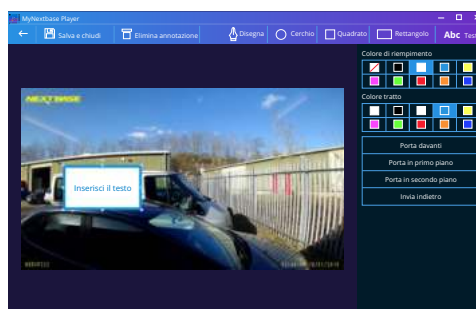 MyNextbase Player
Salva e chiudi
Elimina annotazione
Disegna
Cerchio
Quadrato
Rettangolo
Abc
Colore di riempimento
NEXTBASE
Colore tratto
Porta davanti
Porta in primo piano
Porta in secondo piano
Invia indietro
Inserisci il testo